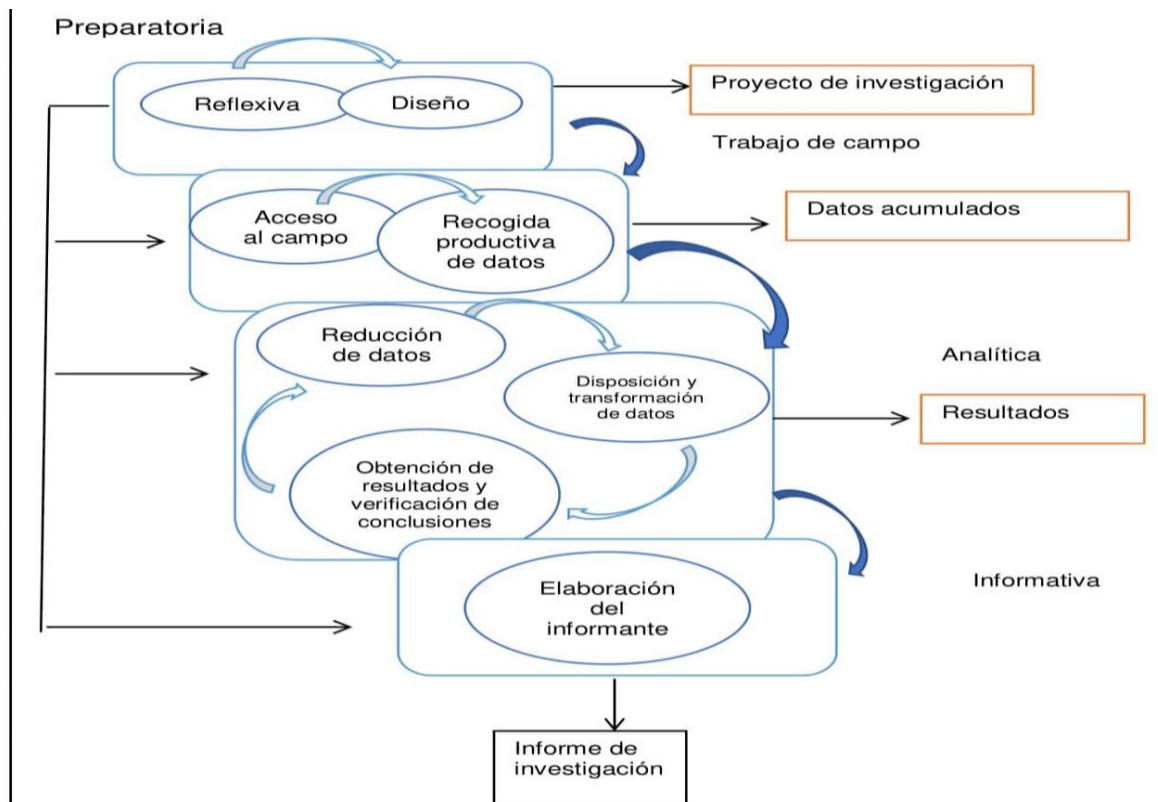 Preparatoria
Reflexiva
Diseño
Proyecto de investigación
Trabajo de campo
Acceso
al campo
Recogida
productiva
de datos
Datos acumulados
Reducción
de datos
Disposición y
transformación
de datos
Analítica
Resultados
Obtención de
resultados y
verificación de
conclusiones
Informativa
Elaboración
del
informante
Informe de
investigación